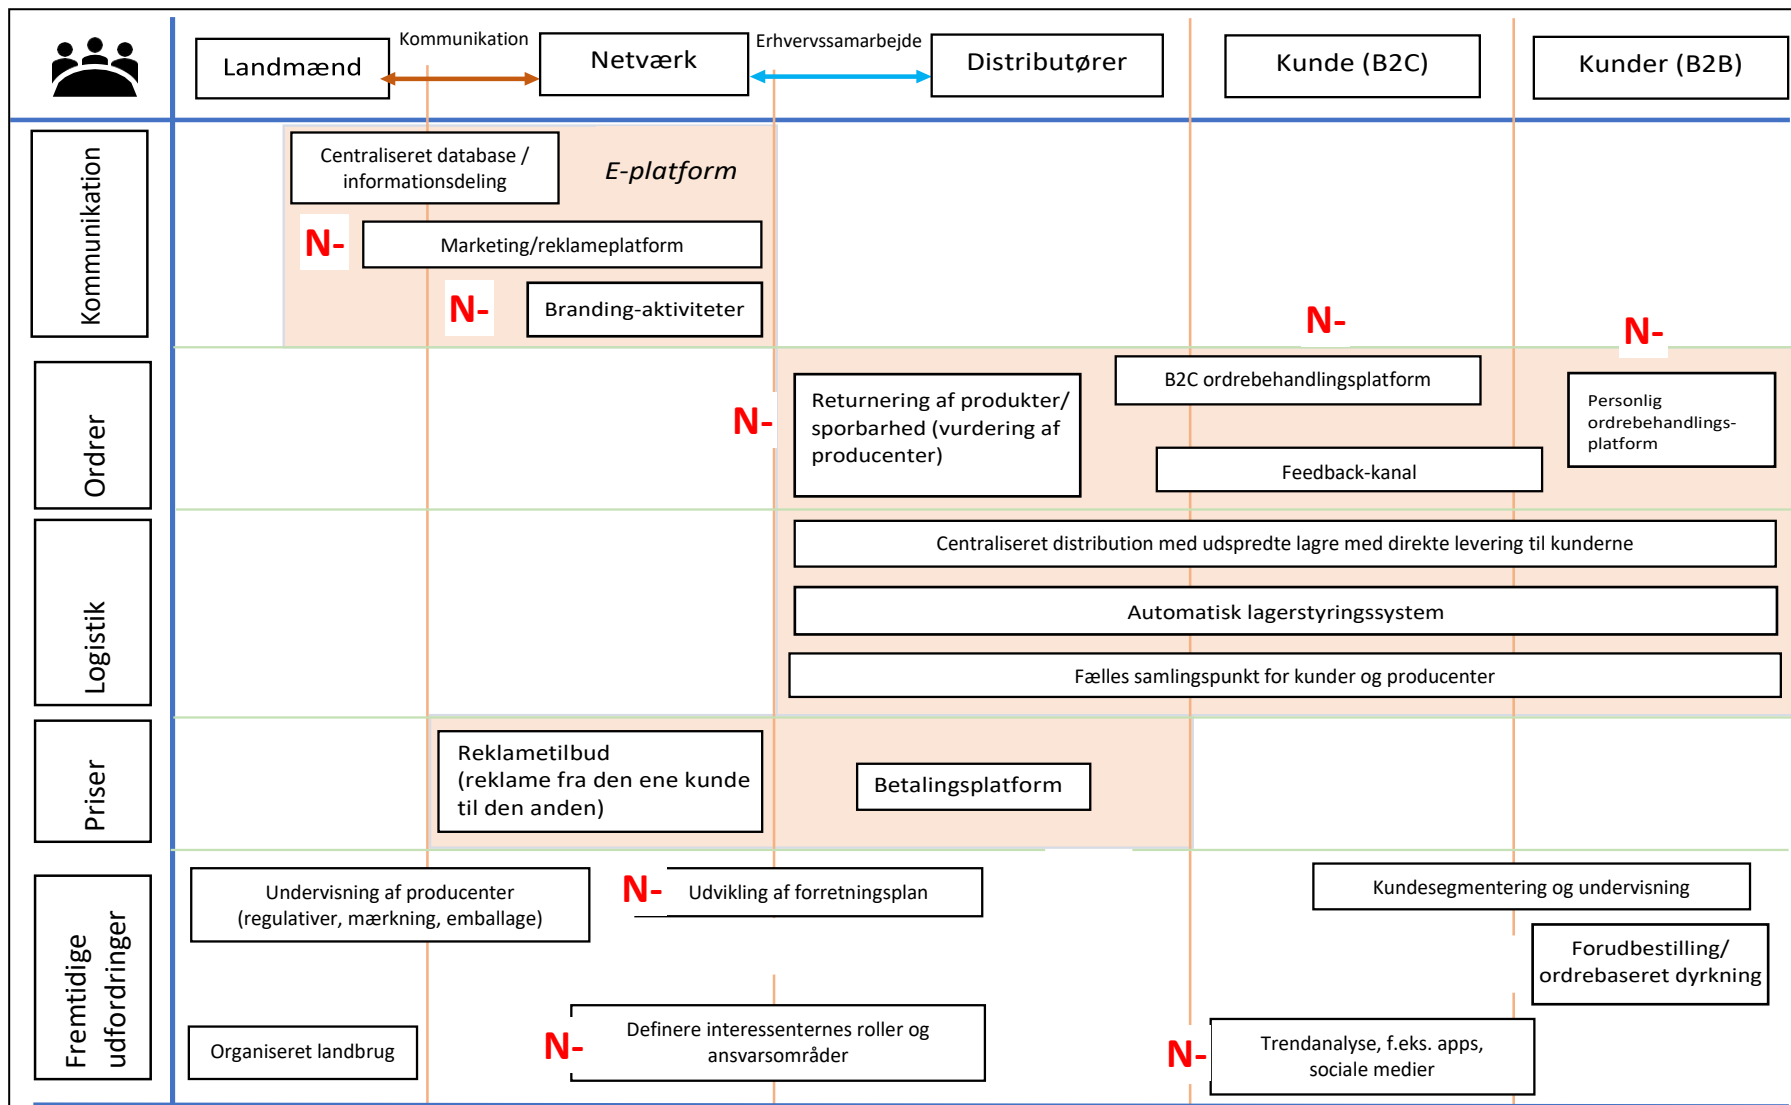 Kommunikation
Erhvervssamarbejde
Landmænd
Netværk
Distributører
Kunde (B2C)
Kunder (B2B)
Kommunikation
Centraliseret database /
informationsdeling
E-platform
N-
Marketing/reklameplatform
N-
Branding-aktiviteter
N-
N-
Ordrer
N-
Returnering af produkter/
sporbarhed (vurdering af
producenter)
B2C ordrebehandlingsplatform
Feedback-kanal
Personlig
ordrebehandlings-
platform
Logistik
Centraliseret distribution med udspredte lagre med direkte levering til kunderne
Automatisk lagerstyringssystem
Fælles samlingspunkt for kunder og producenter
Priser
Reklametilbud
(reklame fra den ene kunde
til den anden)
Betalingsplatform
Fremtidige
udfordringer
Undervisning af producenter
(regulativer, mærkning, emballage)
N-
Udvikling af forretningsplan
Kundesegmentering og undervisning
Forudbestilling/
ordrebaseret dyrkning
Organiseret landbrug
N-
Definere interessenternes roller og
ansvarsområder
N-
Trendanalyse, f.eks. apps,
sociale medier